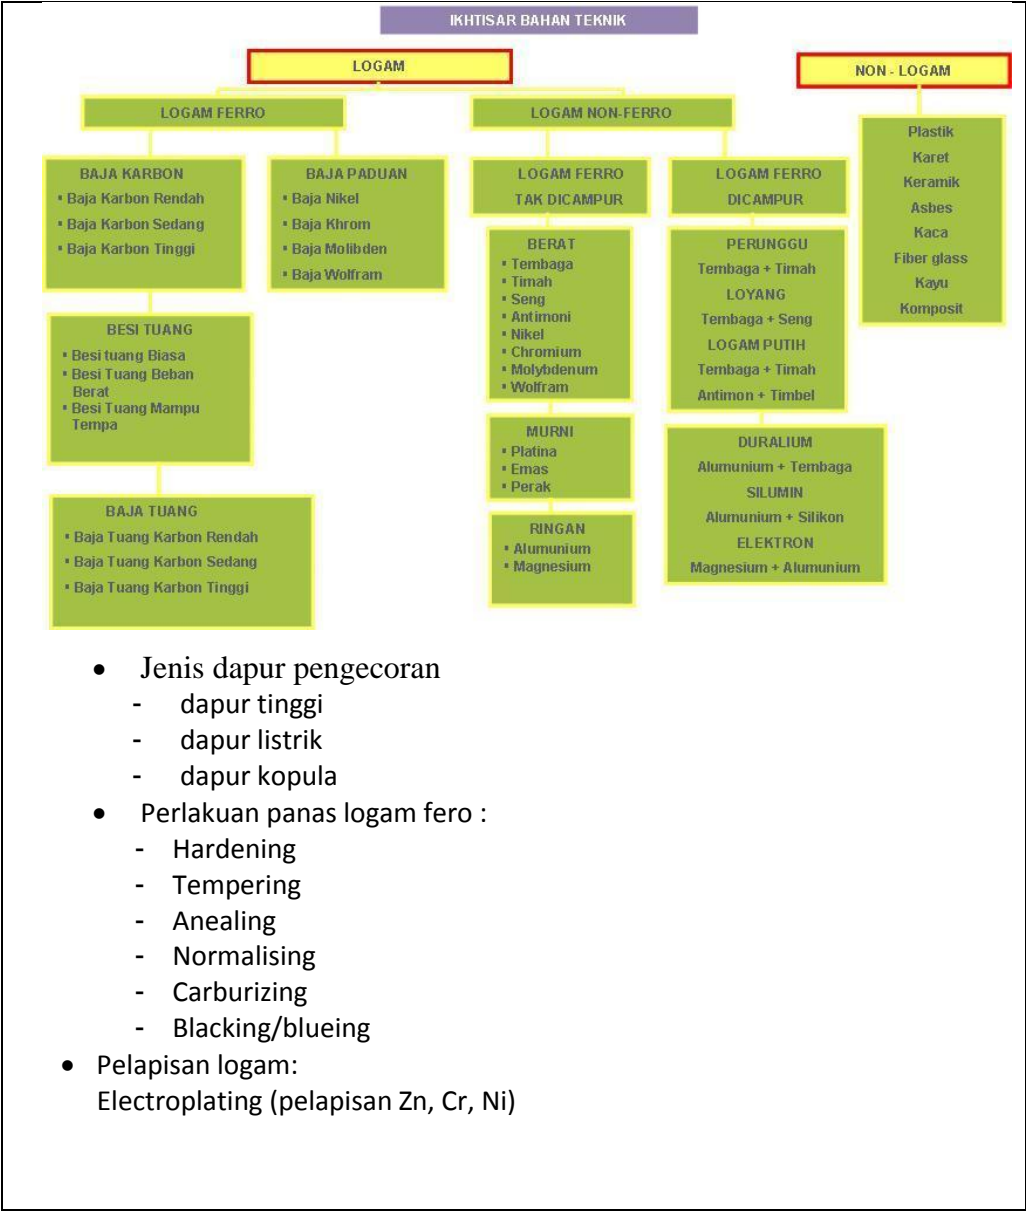 IKHTISAR BAHAN TEKNIK
LOGAM
NON - LOGAM
LOGAM FERRO
LOGAM NON-FERRO
BAJA KARBON
▪ Baja Karbon Rendah
▪ Baja Karbon Sedang
▪ Baja Karbon Tinggi
BESI TUANG
▪ Besi tuang Biasa
▪ Besi Tuang Beban
Berat
▪ Besi Tuang Mampu
Tempa
BAJA TUANG
▪ Baja Tuang Karbon Rendah
▪ Baja Tuang Karbon Sedang
▪ Baja Tuang Karbon Tinggi
BAJA PADUAN
▪ Baja Nikel
▪ Baja Khrom
▪ Baja Molibden
▪ Baja Wolfram
LOGAM FERRO
TAK DICAMPUR
BERAT
▪ Tembaga
▪ Timah
▪ Seng
▪ Antimoni
▪ Nikel
▪ Chromium
▪ Molybdenum
▪ Wolfram
MURNI
▪ Platina
▪ Emas
▪ Perak
RINGAN
▪ Alumunium
▪ Magnesium
LOGAM FERRO
DICAMPUR
PERUNGGU
Tembaga + Timah
LOYANG
Tembaga + Seng
LOGAM PUTIH
Tembaga + Timah
Antimon + Timbel
DURALIUM
Alumunium + Tembaga
SILUMIN
Alumunium + Silikon
ELEKTRON
Magnesium + Alumunium
Plastik
Karet
Keramik
Asbes
Kaca
Fiber glass
Kayu
Komposit
• Jenis dapur pengecoran
- dapur tinggi
- dapur listrik
- dapur kopula
• Perlakuan panas logam fero :
- Hardening
- Tempering
- Anealing
- Normalising
- Carburizing
- Blacking/blueing
• Pelapisan logam:
Electroplating (pelapisan Zn, Cr, Ni)